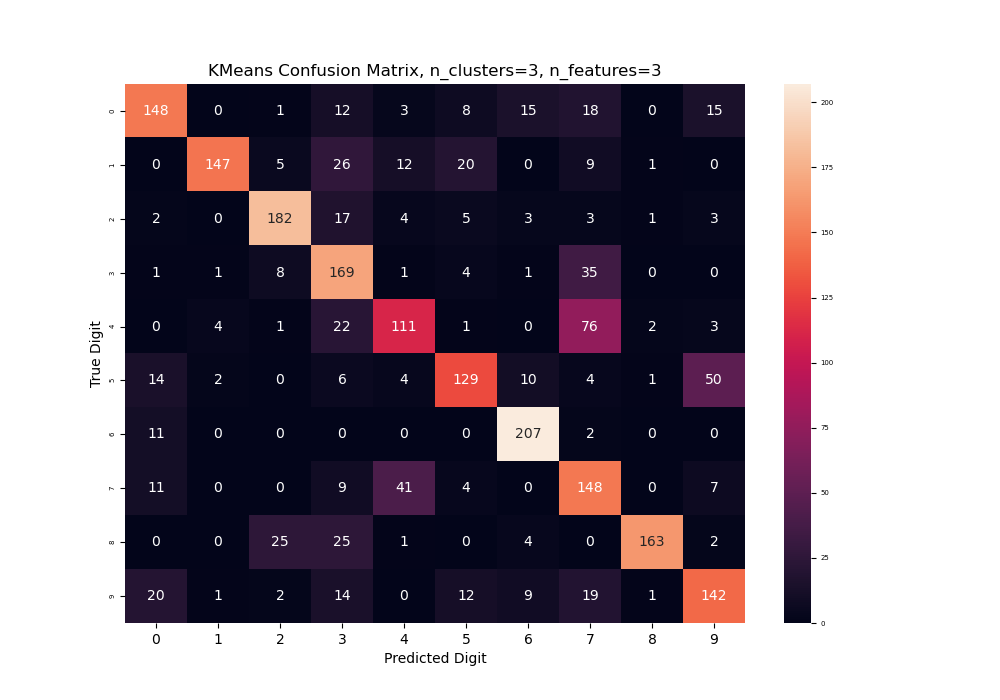 KMeans Confusion Matrix, n_clusters=3, n_features=3
0 148 0 1 12 3 8 15 18 0 15
1 0 147 5 26 12 20 0 9 1 0
2 2 0 182 17 4 5 3 3 1 3
3 1 1 8 169 1 4 1 35 0 0
4 0 4 1 22 111 1 0 76 2 3
5 14 2 0 6 4 129 10 4 1 50
6 11 0 0 0 0 0 207 2 0 0
7 11 0 0 9 41 4 0 148 0 7
8 0 0 25 25 1 0 4 0 163 2
9 20 1 2 14 0 12 9 19 1 142
0 1 2 3 4 5 6 7 8 9
Predicted Digit
True Digit
200
175
150
125
100
75
50
25
0